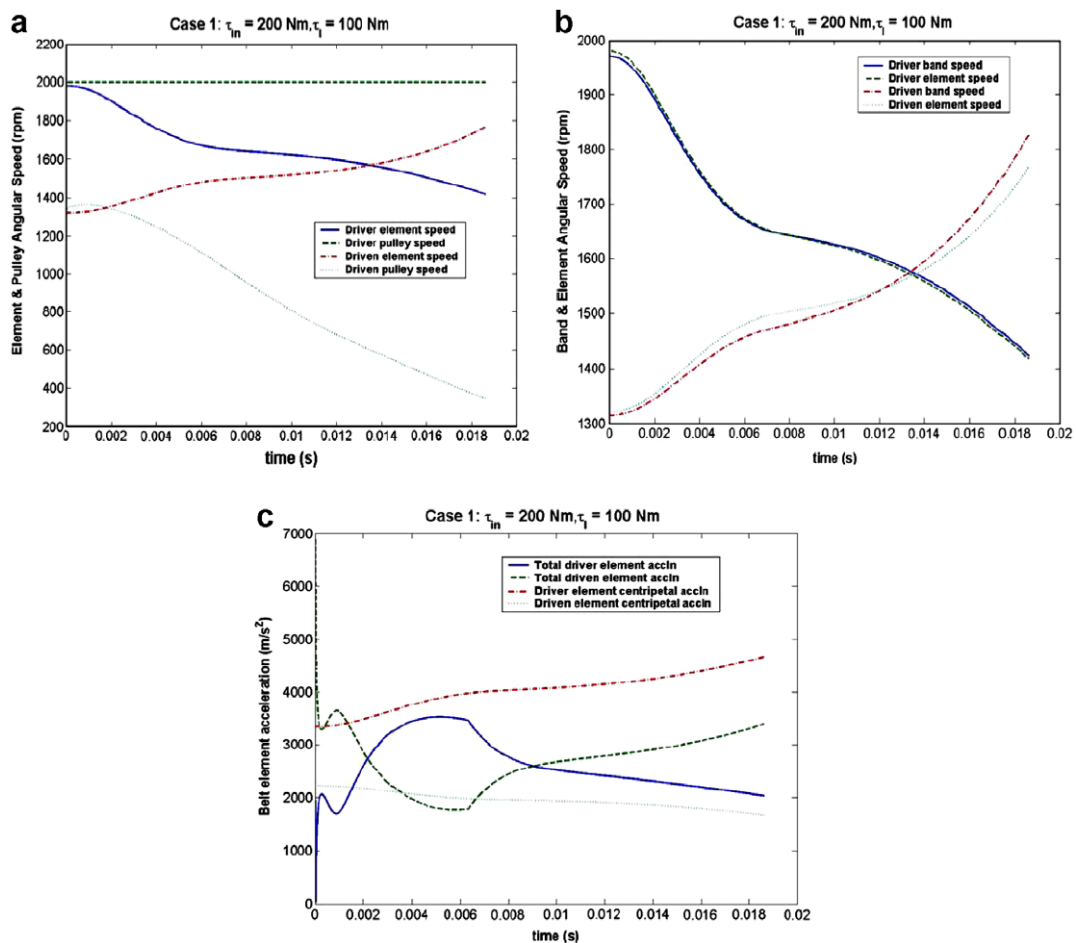 a
Case 1: τin = 200 Nm,τl = 100 Nm
Element & Pulley Angular Speed (rpm)
2200
2000
1800
1600
1400
1200
1000
800
600
400
200
Driver element speed
Driver pulley speed
Driven element speed
Driven pulley speed
0 0.002 0.004 0.006 0.008 0.01 0.012 0.014 0.016 0.018 0.02
time (s)
b
Case 1: τin = 200 Nm,τl = 100 Nm
Band & Element Angular Speed (rpm)
2000
1900
1800
1700
1600
1500
1400
1300
Driver band speed
Driver element speed
Driven band speed
Driven element speed
0 0.002 0.004 0.006 0.008 0.01 0.012 0.014 0.016 0.018 0.02
time (s)
c
Case 1: τin = 200 Nm,τl = 100 Nm
Belt element acceleration (m/s²)
7000
6000
5000
4000
3000
2000
1000
0
Total driver element accln
Total driven element accln
Driver element centripetal accln
Driven element centripetal accln
0 0.002 0.004 0.006 0.008 0.01 0.012 0.014 0.016 0.018 0.02
time (s)